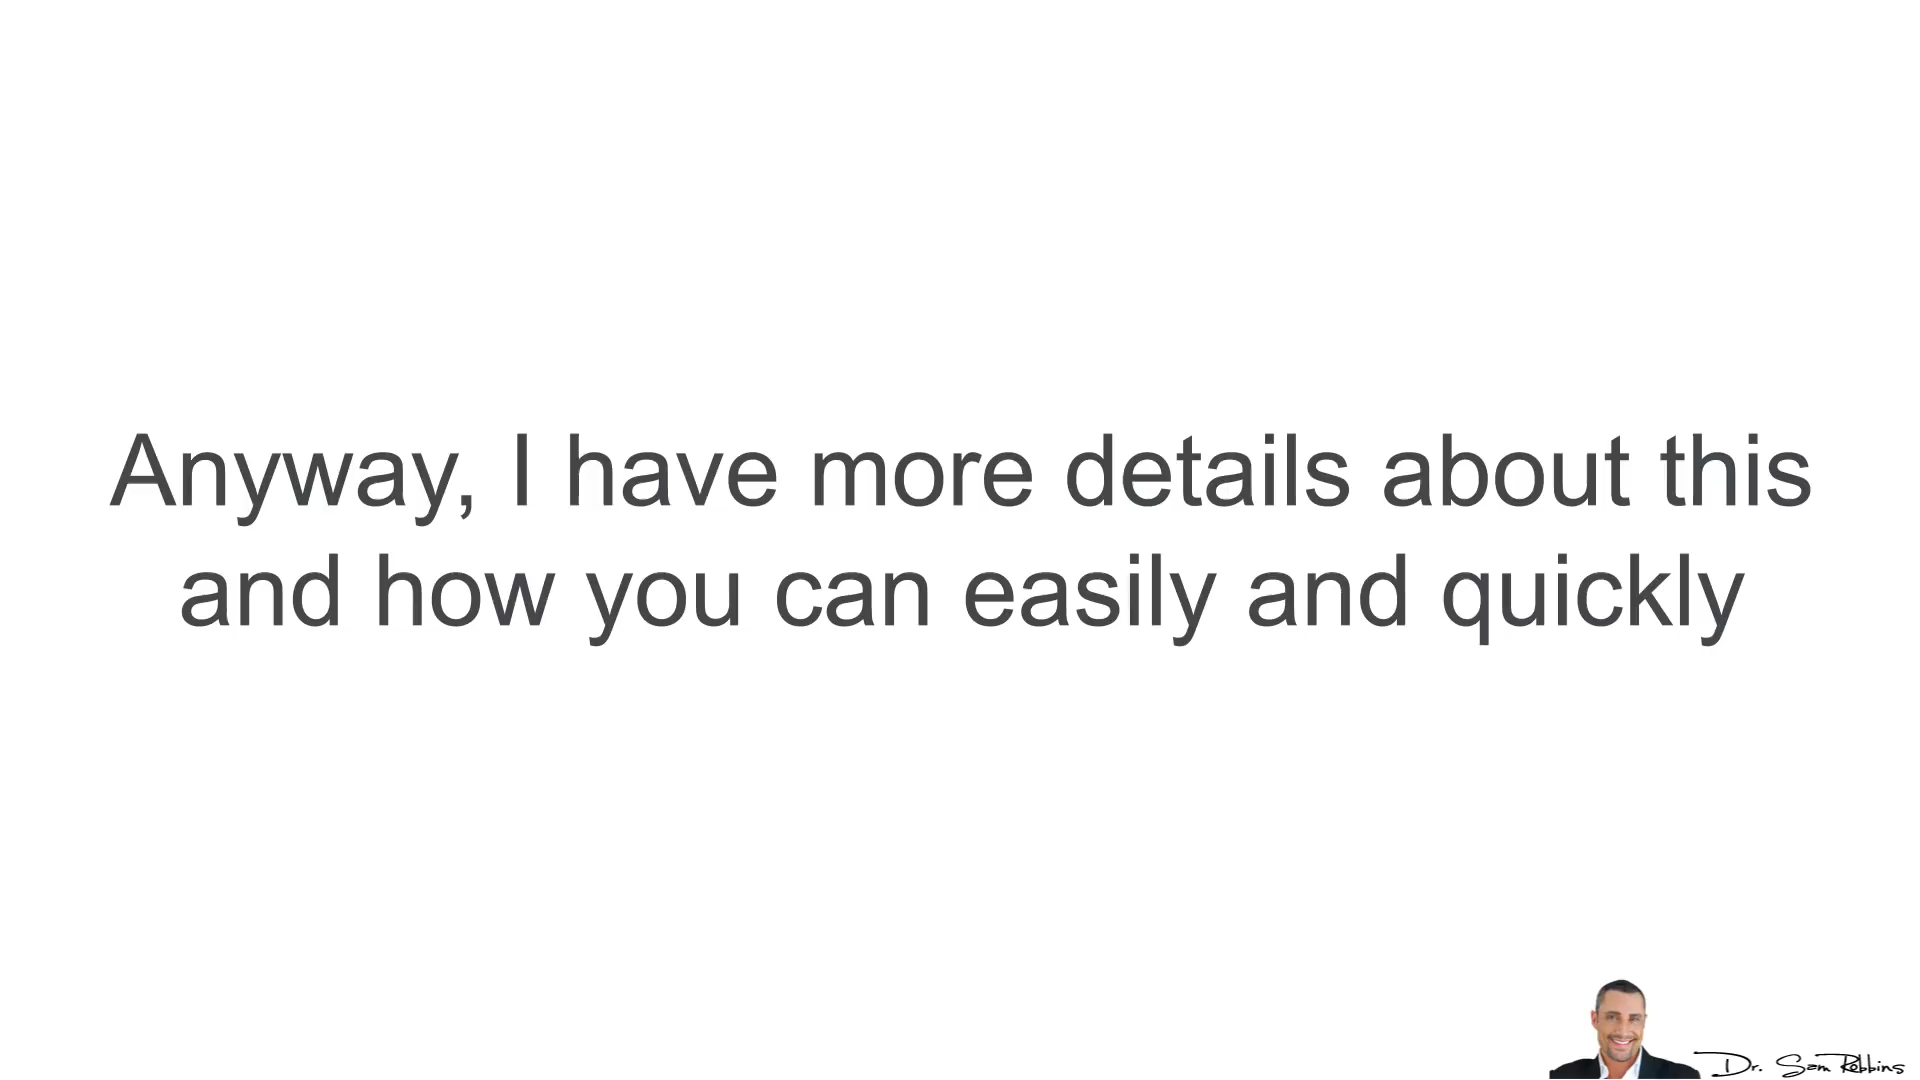 Anyway, I have more details about this
and how you can easily and quickly
Dr. Sam Robbins